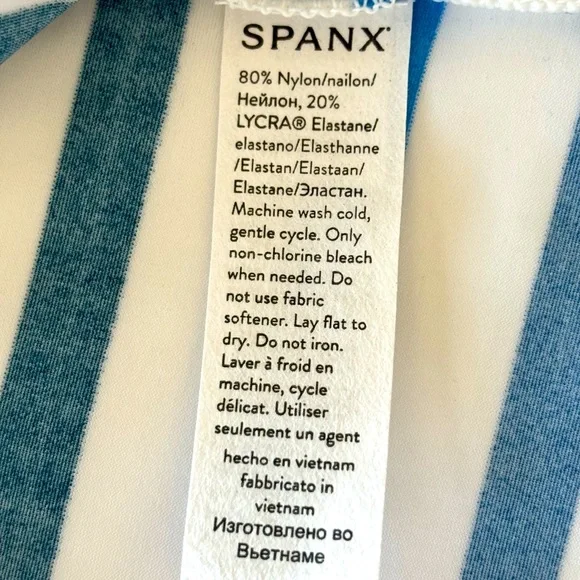 SPANX®
80% Nylon/nailon/
Нейлон, 20%
LYCRA® Elastane/
elastano/Elasthanne
/Elastan/Elastaan/
Elastane/Эластан.
Machine wash cold,
gentle cycle. Only
non-chlorine bleach
when needed. Do
not use fabric
softener. Lay flat to
dry. Do not iron.
Laver à froid en
machine, cycle
délicat. Utiliser
seulement un agent
hecho en vietnam
fabbricato in
vietnam
Изготовлено во
Вьетнаме